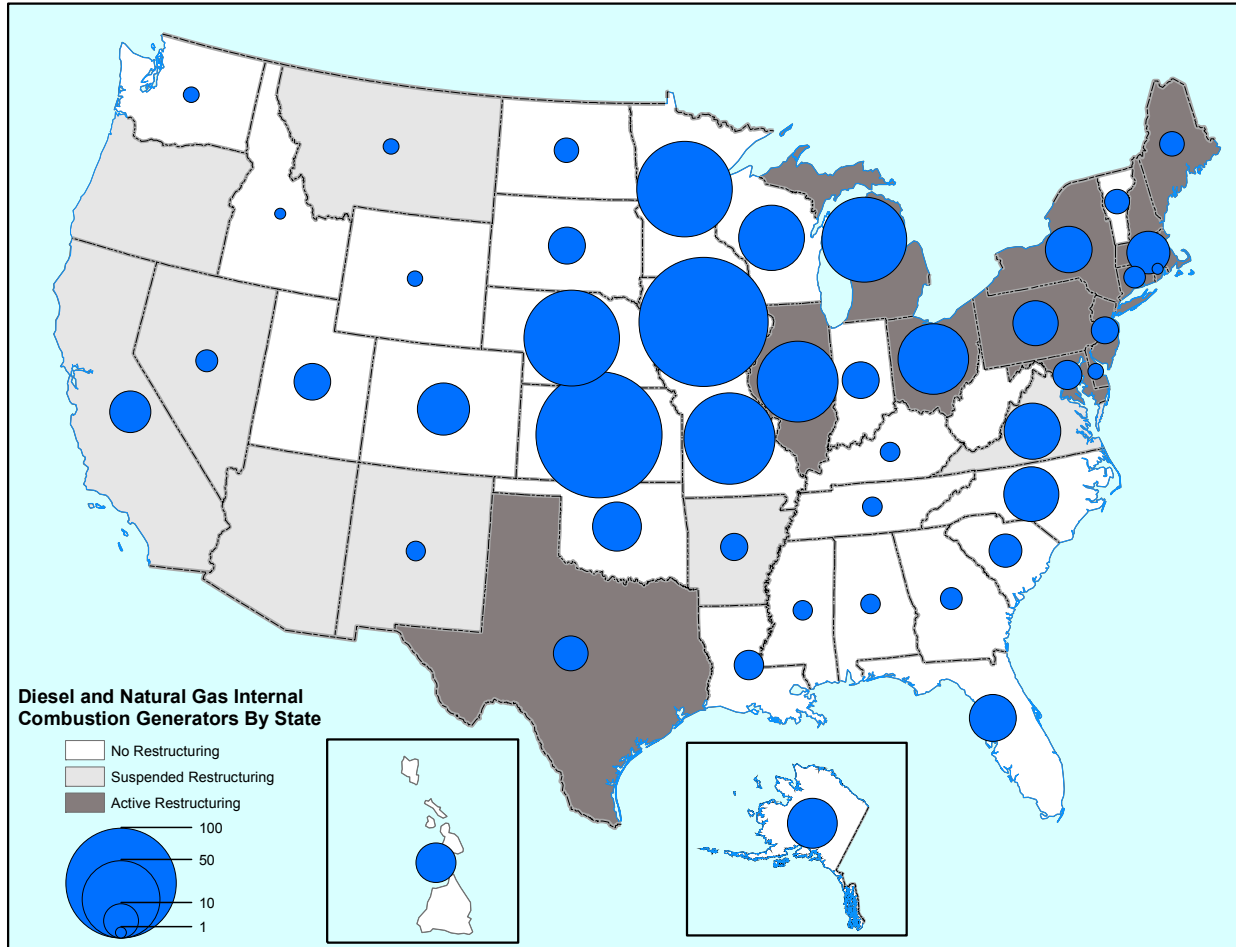 Diesel and Natural Gas Internal
Combustion Generators By State
No Restructuring
Suspended Restructuring
Active Restructuring
100
50
10
1